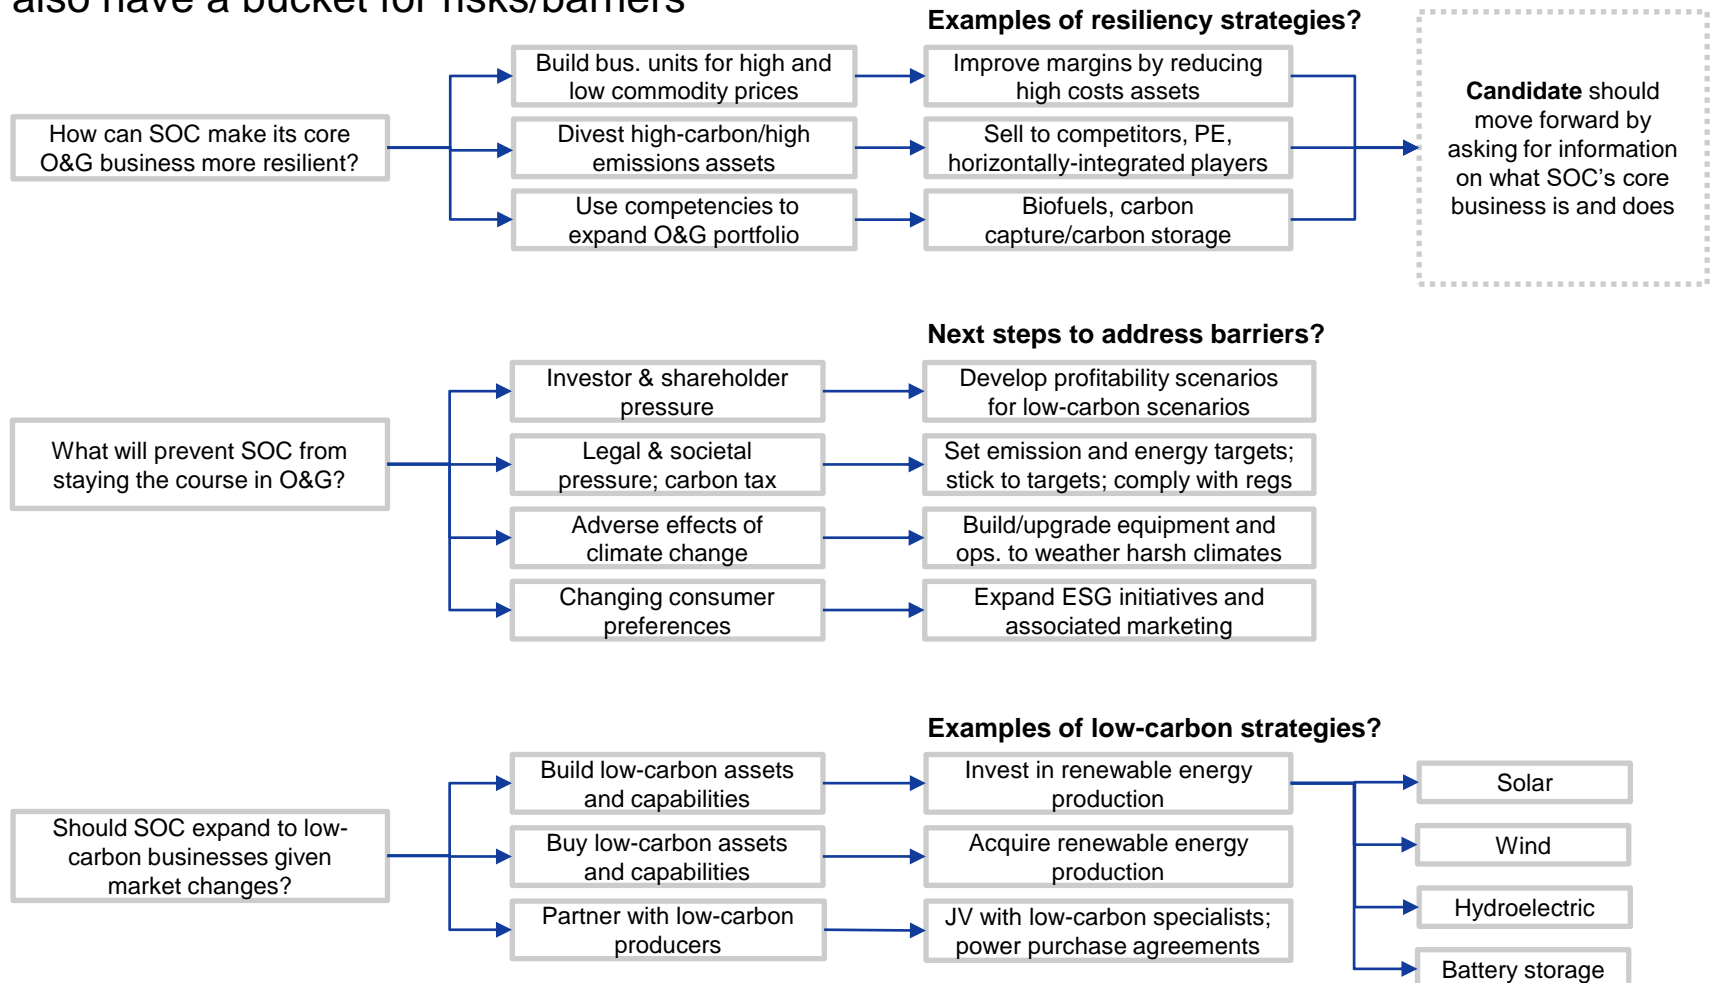 also have a bucket for risks/barriers
Examples of resiliency strategies?
How can SOC make its core
O&G business more resilient?
Build bus. units for high and
low commodity prices
Improve margins by reducing
high costs assets
Divest high-carbon/high
emissions assets
Sell to competitors, PE,
horizontally-integrated players
Use competencies to
expand O&G portfolio
Biofuels, carbon
capture/carbon storage
Candidate should
move forward by
asking for information
on what SOC's core
business is and does
Next steps to address barriers?
What will prevent SOC from
staying the course in O&G?
Investor & shareholder
pressure
Develop profitability scenarios
for low-carbon scenarios
Legal & societal
pressure; carbon tax
Set emission and energy targets;
stick to targets; comply with regs
Adverse effects of
climate change
Build/upgrade equipment and
ops. to weather harsh climates
Changing consumer
preferences
Expand ESG initiatives and
associated marketing
Examples of low-carbon strategies?
Should SOC expand to low-
carbon businesses given
market changes?
Build low-carbon assets
and capabilities
Invest in renewable energy
production
Buy low-carbon assets
and capabilities
Acquire renewable energy
production
Partner with low-carbon
producers
JV with low-carbon specialists;
power purchase agreements
Solar
Wind
Hydroelectric
Battery storage